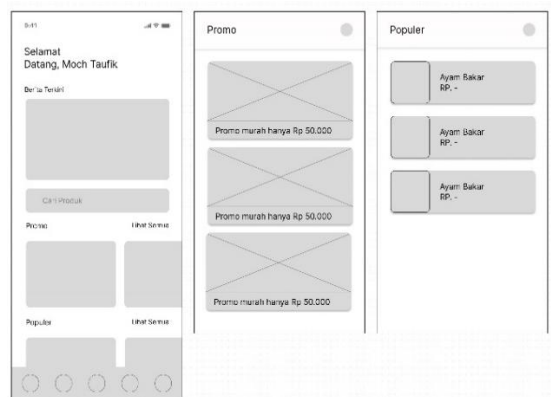 9:41
Selamat
Datang, Moch Taufik
Berita Terkini
Cari Produk
Promo
Lihat Semua
Populer
Lihat Semua
Promo
Promo murah hanya Rp 50.000
Promo murah hanya Rp 50.000
Promo murah hanya Rp 50.000
Populer
Ayam Bakar
RP. -
Ayam Bakar
RP. -
Ayam Bakar
RP. -